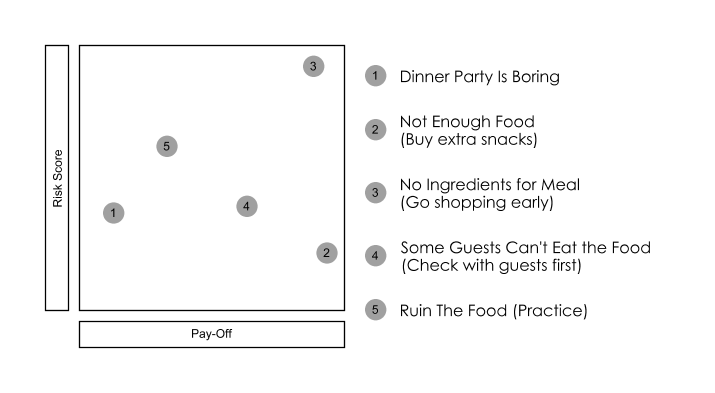 Risk Score
3
5
1
4
2
Pay-Off
1 Dinner Party Is Boring
2 Not Enough Food
(Buy extra snacks)
3 No Ingredients for Meal
(Go shopping early)
4 Some Guests Can't Eat the Food
(Check with guests first)
5 Ruin The Food (Practice)